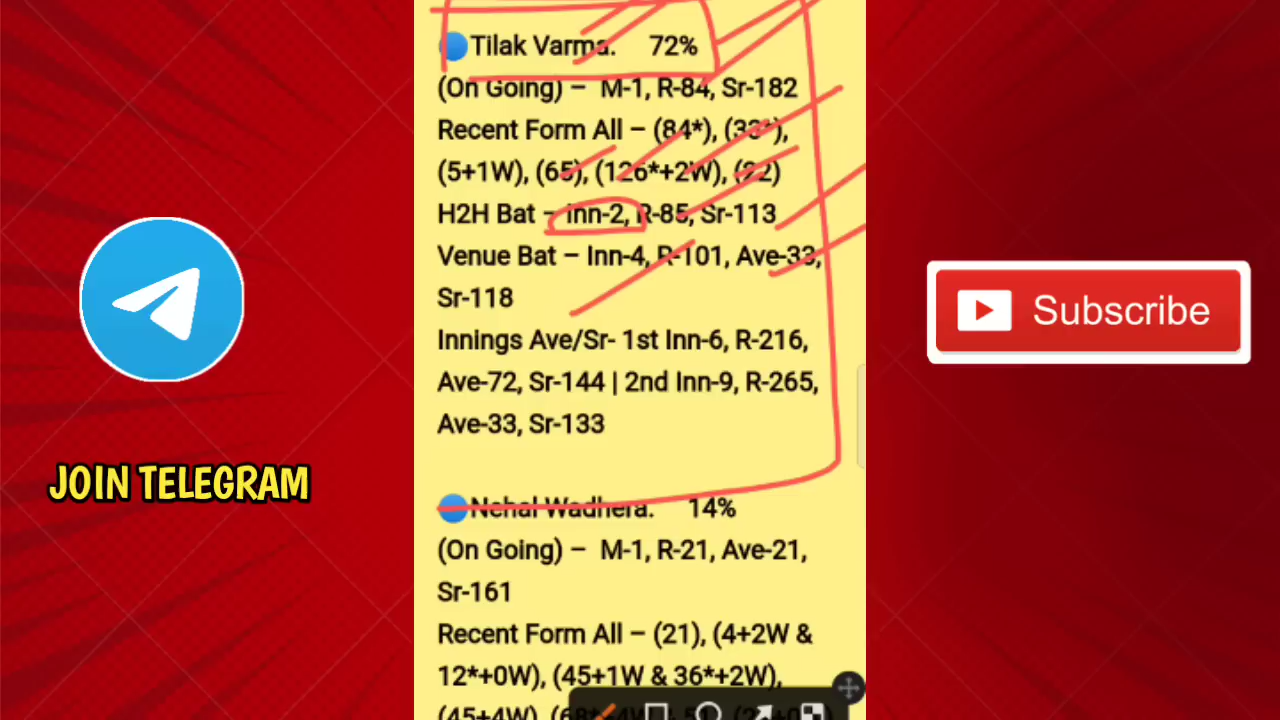 Tilak Varma. 72%
(On Going) – M-1, R-84, Sr-182
Recent Form All – (84*), (33*),
(5+1W), (65), (126*+2W), (22)
H2H Bat – Inn-2, R-85, Sr-113
Venue Bat – Inn-4, R-101, Ave-33,
Sr-118
Innings Ave/Sr- 1st Inn-6, R-216,
Ave-72, Sr-144 | 2nd Inn-9, R-265,
Ave-33, Sr-133
Nehal Wadhera. 14%
(On Going) – M-1, R-21, Ave-21,
Sr-161
Recent Form All – (21), (4+2W &
12*+0W), (45+1W & 36*+2W),
(45+4W),
JOIN TELEGRAM
Subscribe